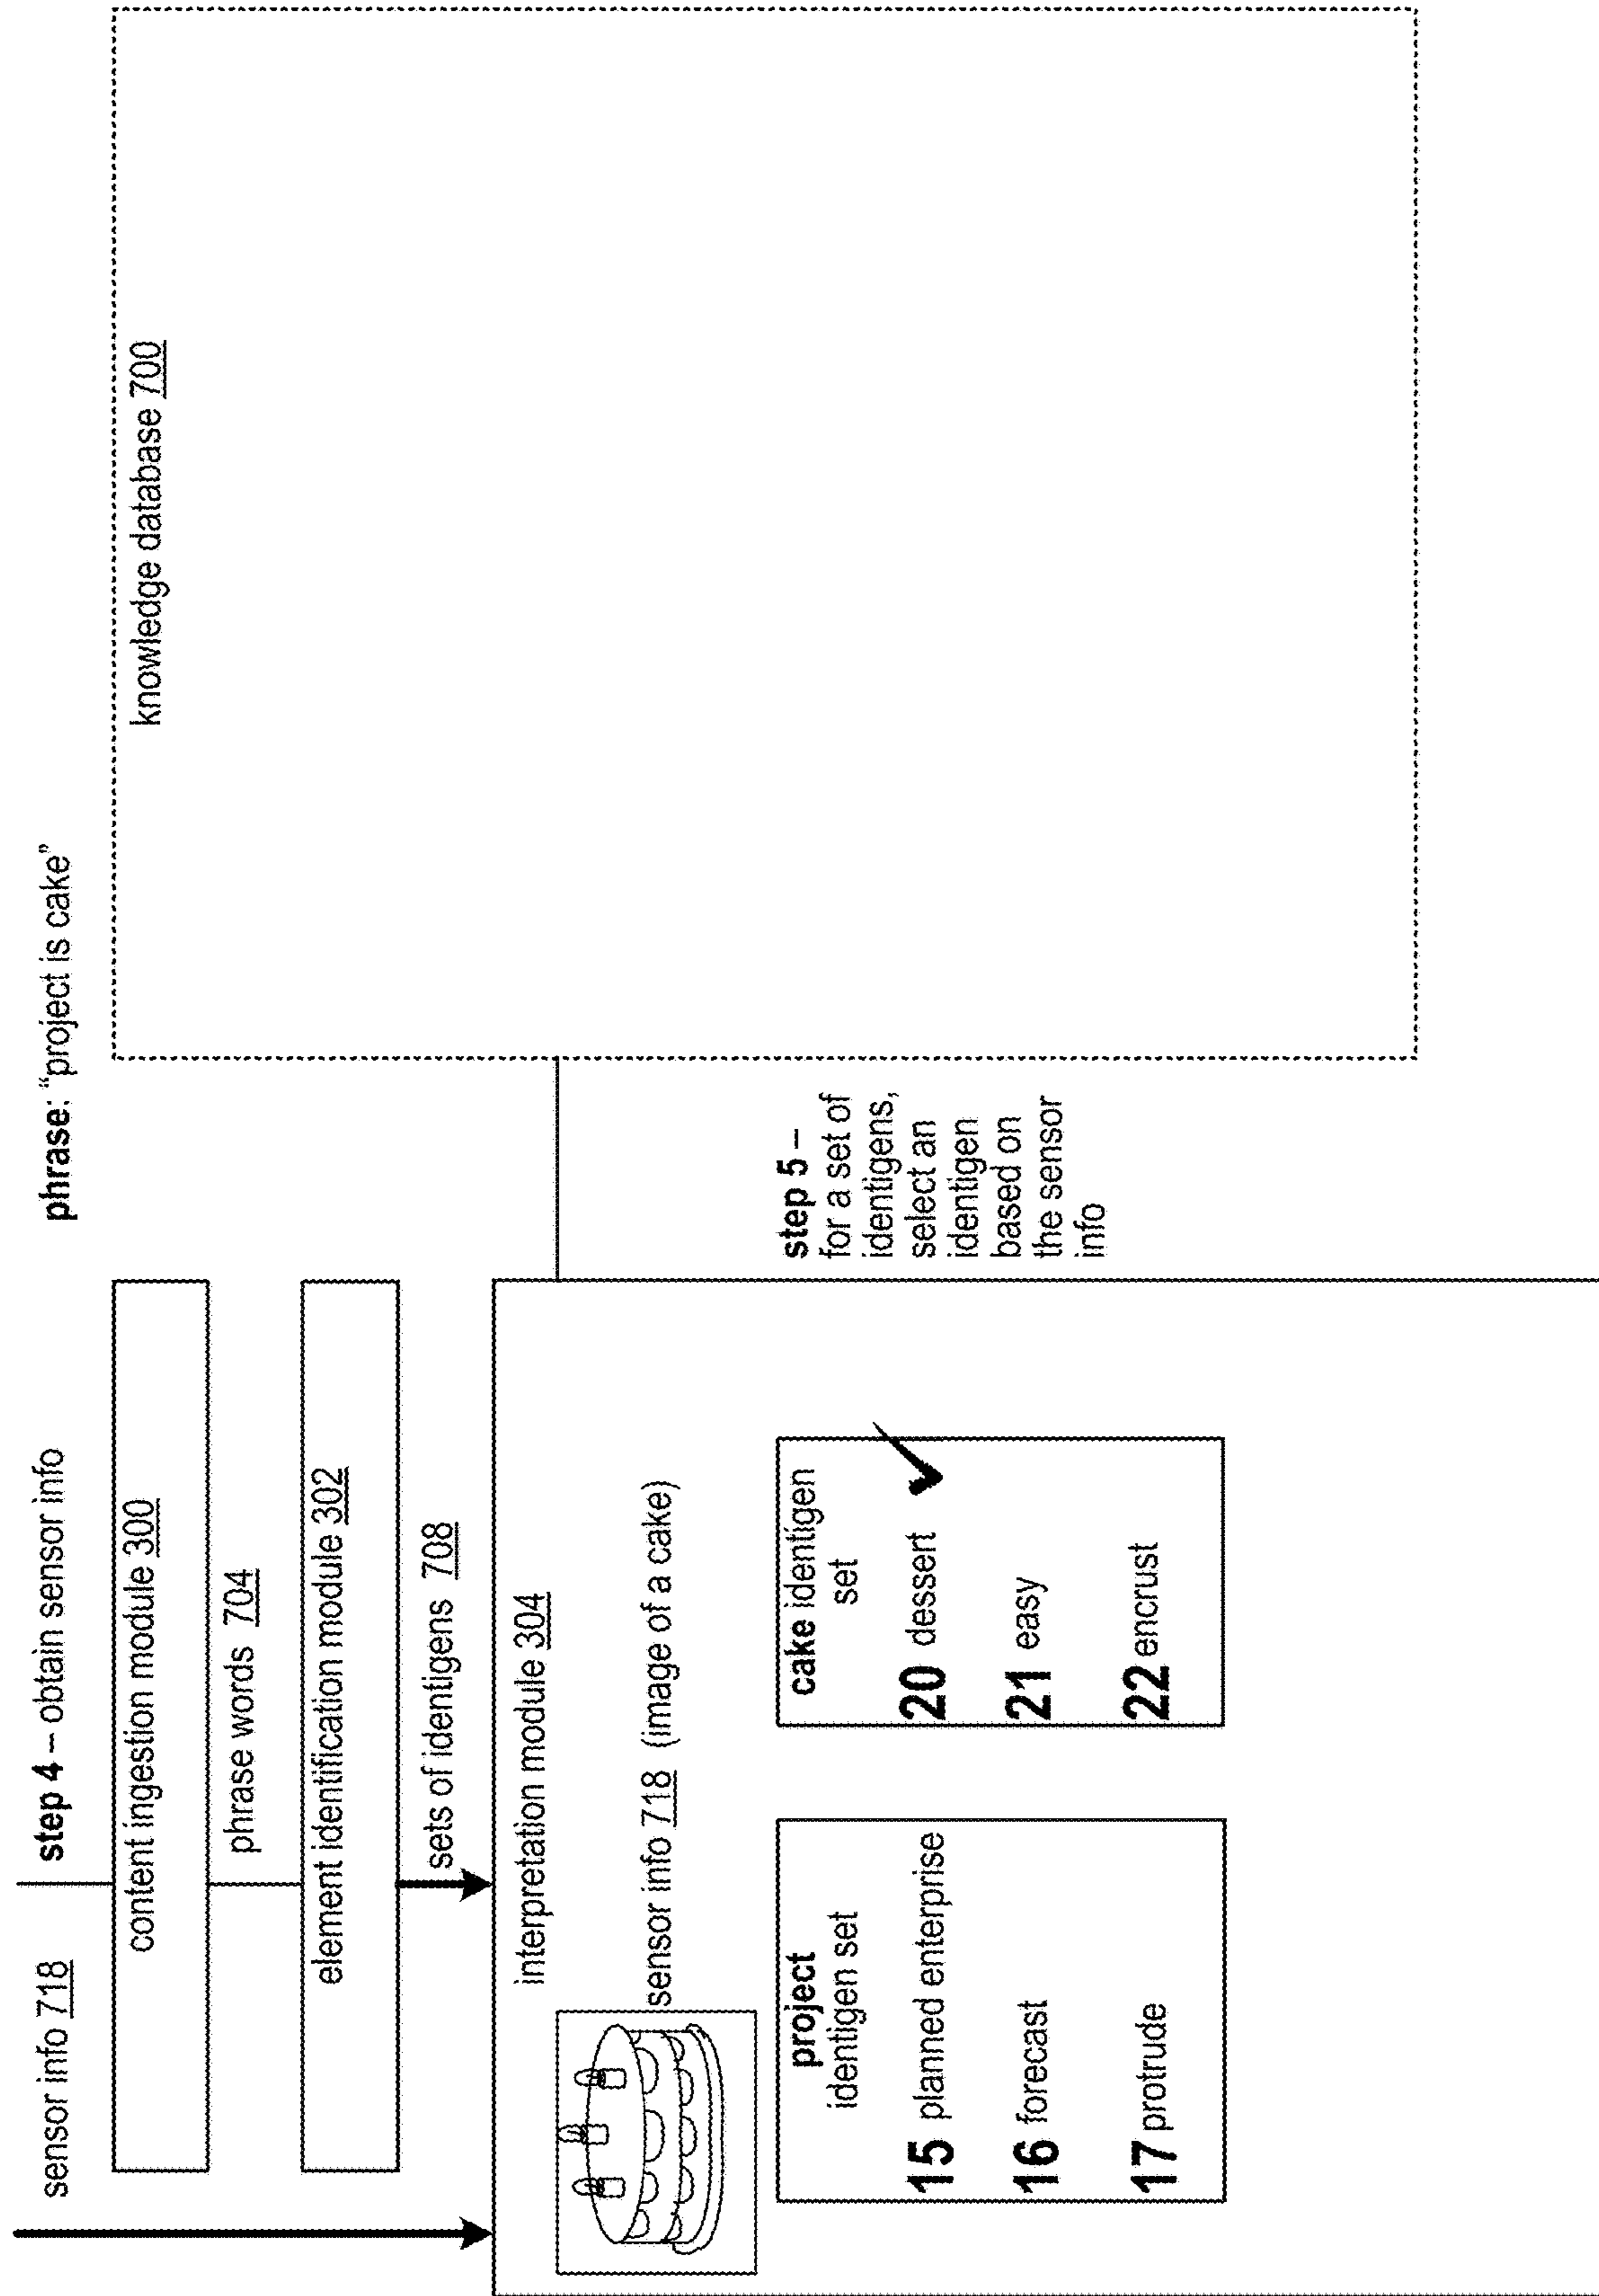 sensor info 718
step 4 – obtain sensor info
phrase: “project is cake”
content ingestion module 300
phrase words 704
element identification module 302
sets of identigens 708
interpretation module 304
sensor info 718 (image of a cake)
project
identigen set
15 planned enterprise
16 forecast
17 protrude
cake identigen
set
20 dessert
21 easy
22 encrust
step 5 –
for a set of
identigens,
select an
identigen
based on
the sensor
info
knowledge database 700